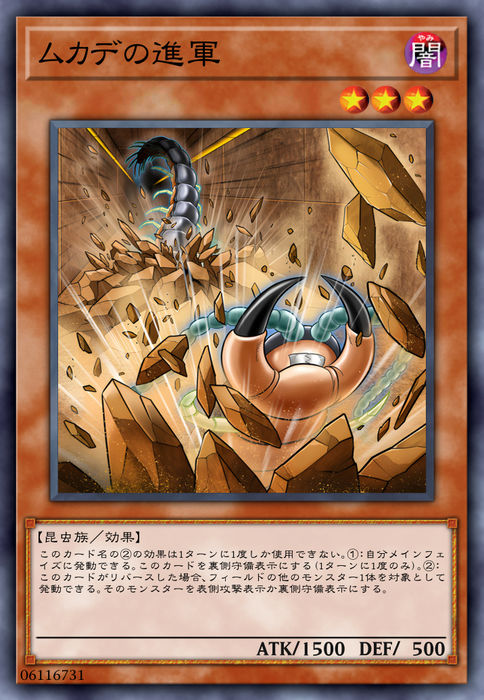 ムカデの進軍
やみ
闇
S
【昆虫族／効果】
このカード名の②の効果は1ターンに1度しか使用できない。①：自分メインフェ
イズに発動できる。このカードを裏側守備表示にする(1ターンに1度のみ)。②：
このカードがリバースした場合、フィールドの他のモンスター1体を対象として
発動できる。そのモンスターを表側攻撃表示か裏側守備表示にする。
ATK/1500 DEF/ 500
06116731